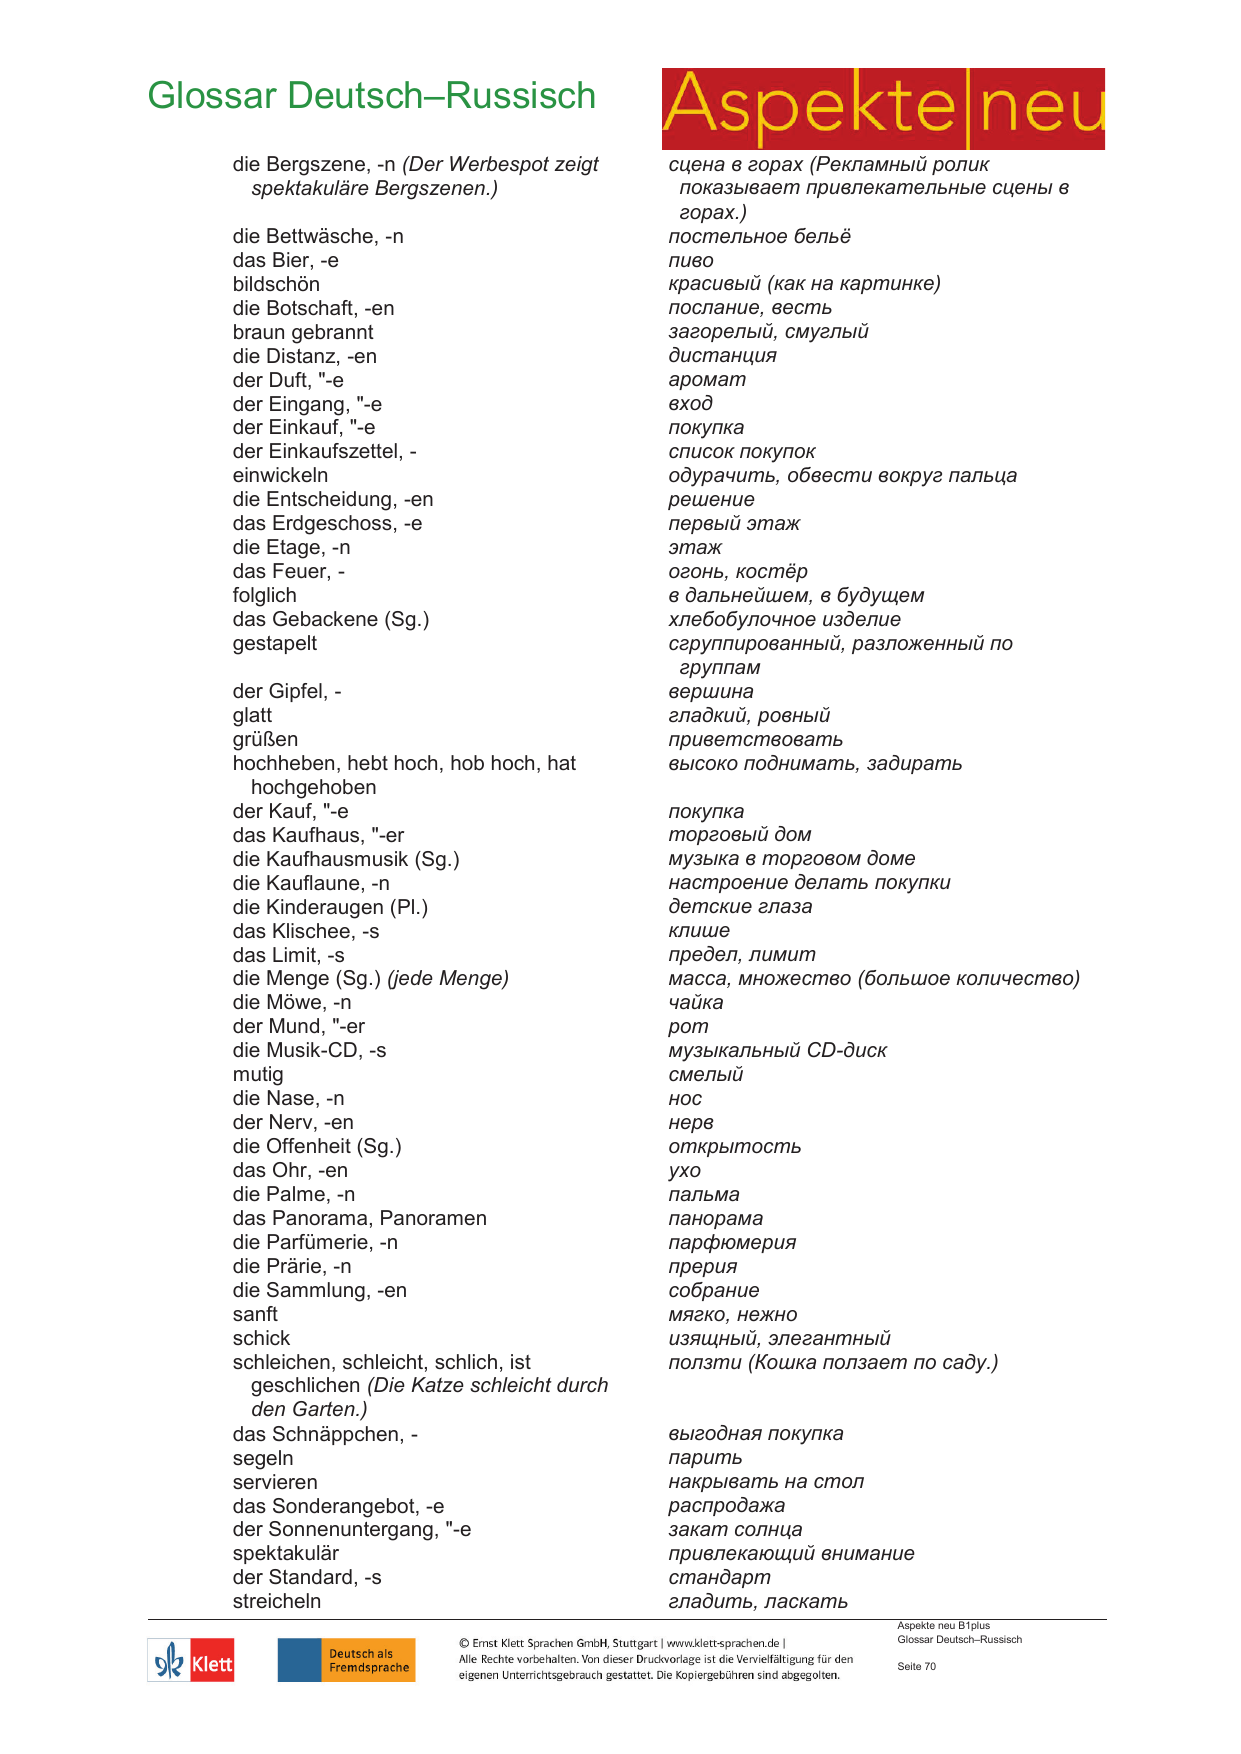 Glossar Deutsch–Russisch
Aspekte|neu
die Bergszene, -n (Der Werbespot zeigt сцена в горах (Рекламный ролик
spektakuläre Bergszenen.) показывает привлекательные сцены в
горах.)
die Bettwäsche, -n постельное бельё
das Bier, -e пиво
bildschön красивый (как на картинке)
die Botschaft, -en послание, весть
braun gebrannt загорелый, смуглый
die Distanz, -en дистанция
der Duft, "-e аромат
der Eingang, "-e вход
der Einkauf, "-e покупка
der Einkaufszettel, - список покупок
einwickeln одурачить, обвести вокруг пальца
die Entscheidung, -en решение
das Erdgeschoss, -e первый этаж
die Etage, -n этаж
das Feuer, - огонь, костёр
folglich в дальнейшем, в будущем
das Gebackene (Sg.) хлебобулочное изделие
gestapelt сгруппированный, разложенный по
группам
der Gipfel, - вершина
glatt гладкий, ровный
grüßen приветствовать
hochheben, hebt hoch, hob hoch, hat высоко поднимать, задирать
hochgehoben
der Kauf, "-e покупка
das Kaufhaus, "-er торговый дом
die Kaufhausmusik (Sg.) музыка в торговом доме
die Kauflaune, -n настроение делать покупки
die Kinderaugen (Pl.) детские глаза
das Klischee, -s клише
das Limit, -s предел, лимит
die Menge (Sg.) (jede Menge) масса, множество (большое количество)
die Möwe, -n чайка
der Mund, "-er рот
die Musik-CD, -s музыкальный CD-диск
mutig смелый
die Nase, -n нос
der Nerv, -en нерв
die Offenheit (Sg.) открытость
das Ohr, -en ухо
die Palme, -n пальма
das Panorama, Panoramen панорама
die Parfümerie, -n парфюмерия
die Prärie, -n прерия
die Sammlung, -en собрание
sanft мягко, нежно
schick изящный, элегантный
schleichen, schleicht, schlich, ist ползти (Кошка ползает по саду.)
geschlichen (Die Katze schleicht durch
den Garten.)
das Schnäppchen, - выгодная покупка
segeln парить
servieren накрывать на стол
das Sonderangebot, -e распродажа
der Sonnenuntergang, "-e закат солнца
spektakulär привлекающий внимание
der Standard, -s стандарт
streicheln гладить, ласкать
Klett
Deutsch als
Fremdsprache
© Ernst Klett Sprachen GmbH, Stuttgart | www.klett-sprachen.de |
Alle Rechte vorbehalten. Von dieser Druckvorlage ist die Vervielfältigung für den
eigenen Unterrichtsgebrauch gestattet. Die Kopiergebühren sind abgegolten.
Aspekte neu B1plus
Glossar Deutsch–Russisch
Seite 70